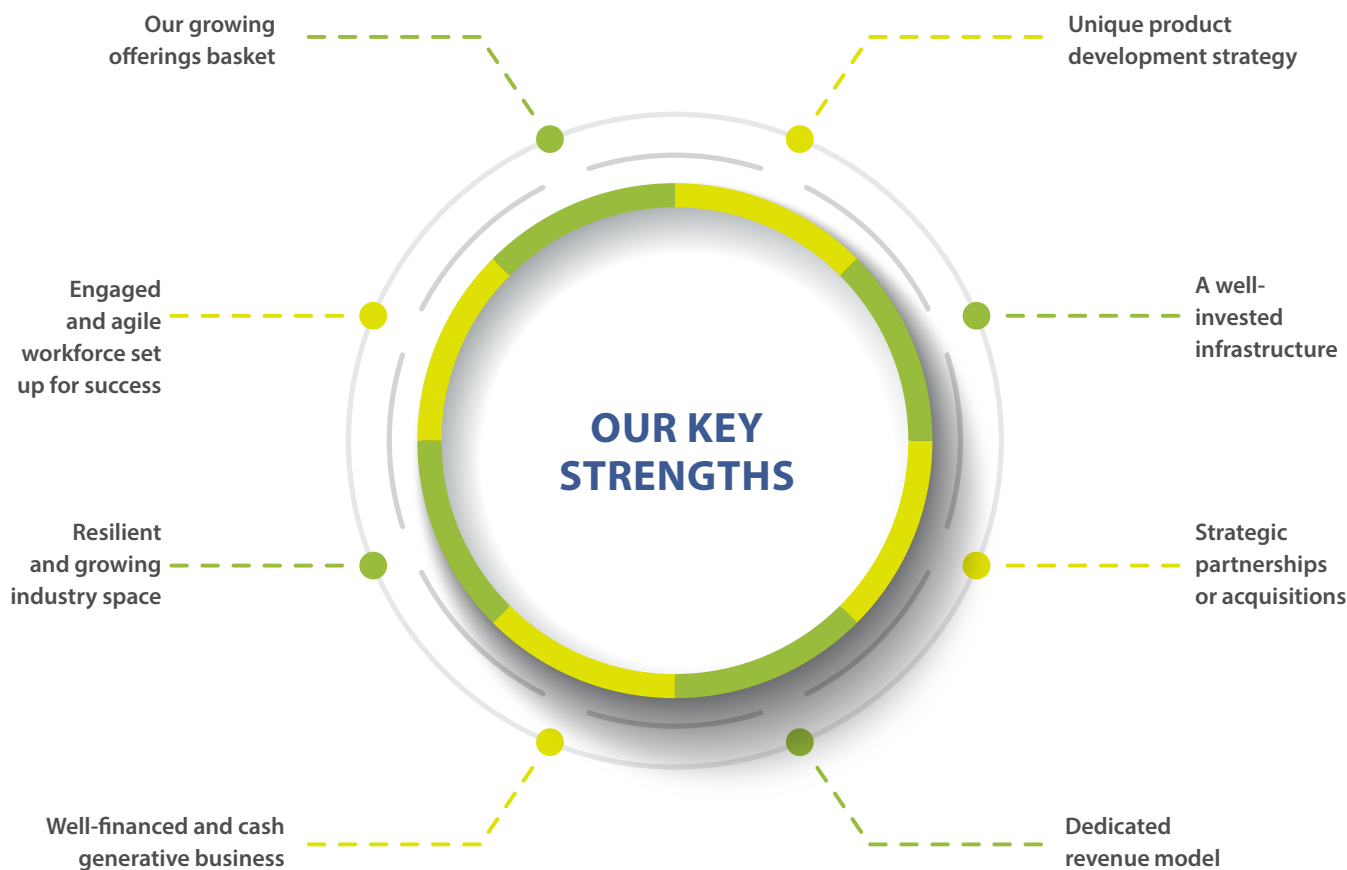 Our growing
offerings basket
Unique product
development strategy
Engaged
and agile
workforce set
up for success
A well-
invested
infrastructure
OUR KEY
STRENGTHS
Resilient
and growing
industry space
Strategic
partnerships
or acquisitions
Well-financed and cash
generative business
Dedicated
revenue model